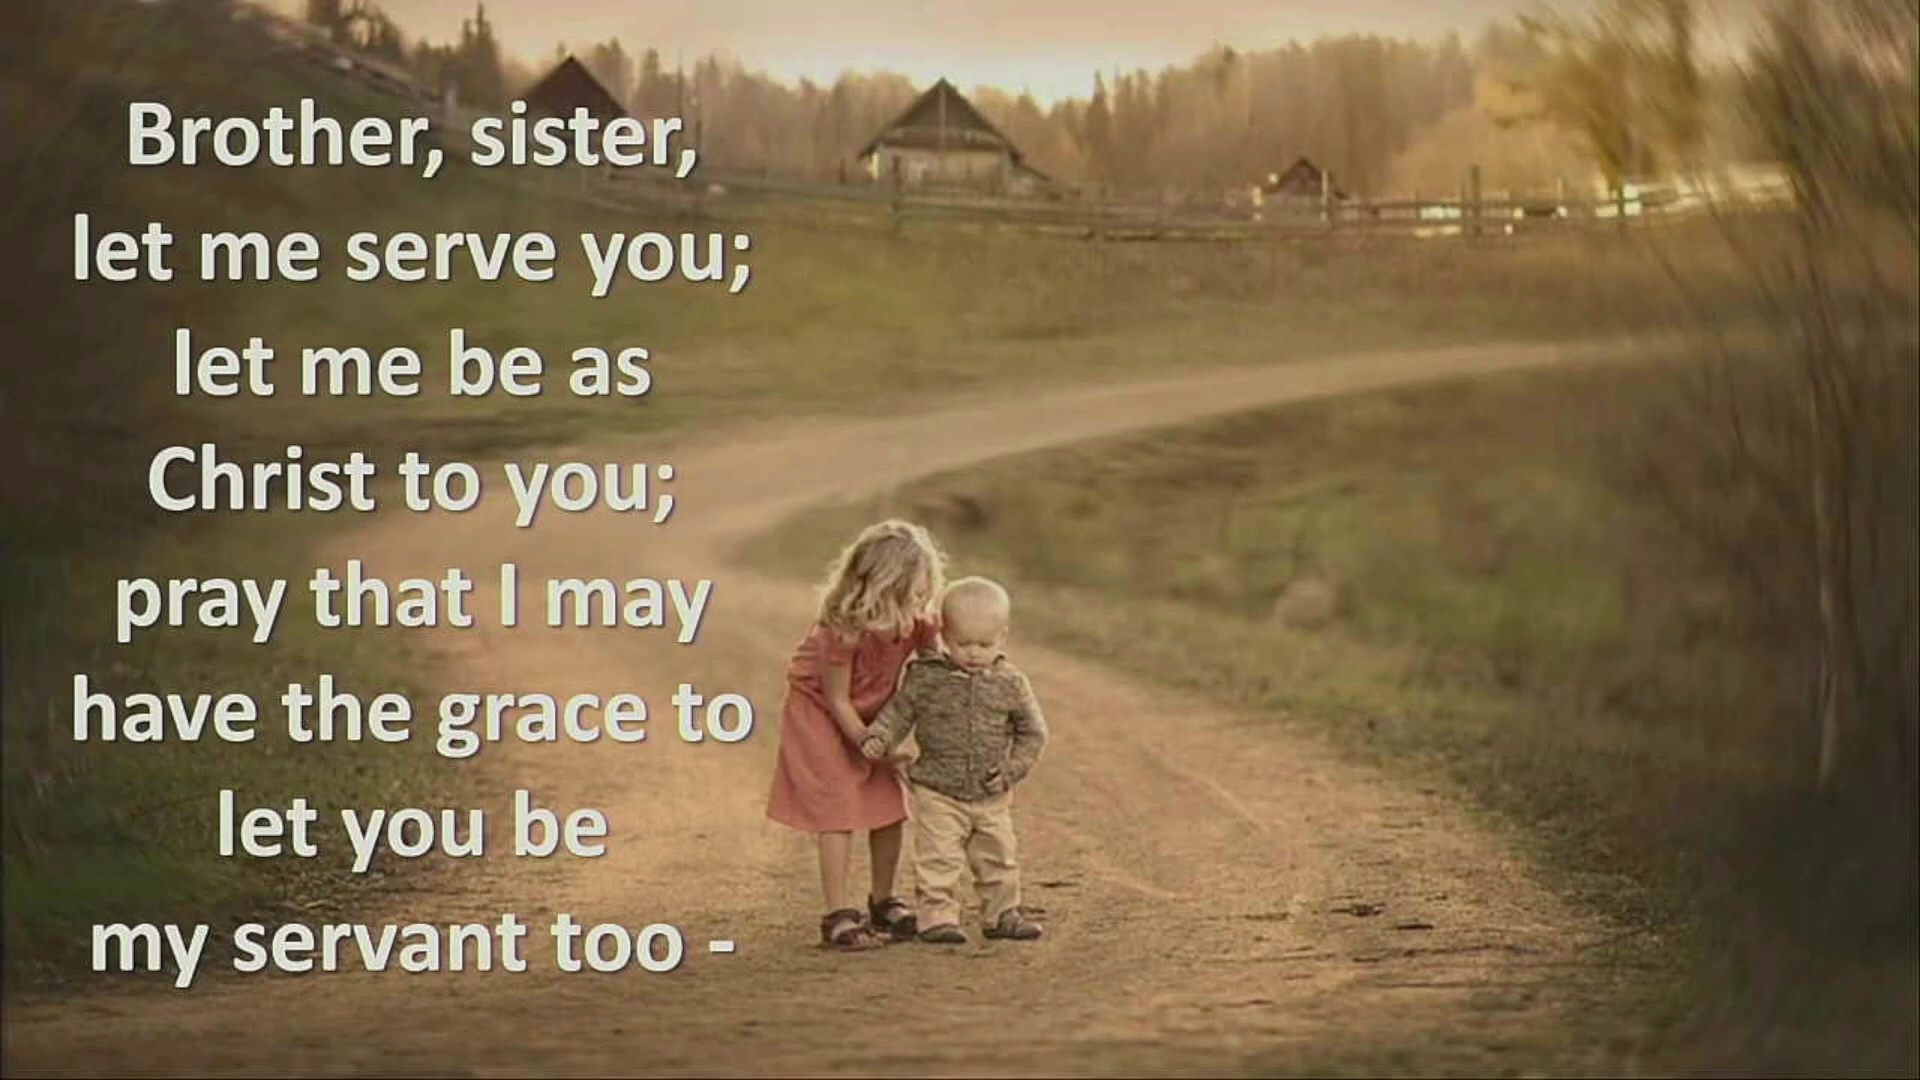 Brother, sister,
let me serve you;
let me be as
Christ to you;
pray that I may
have the grace to
let you be
my servant too -